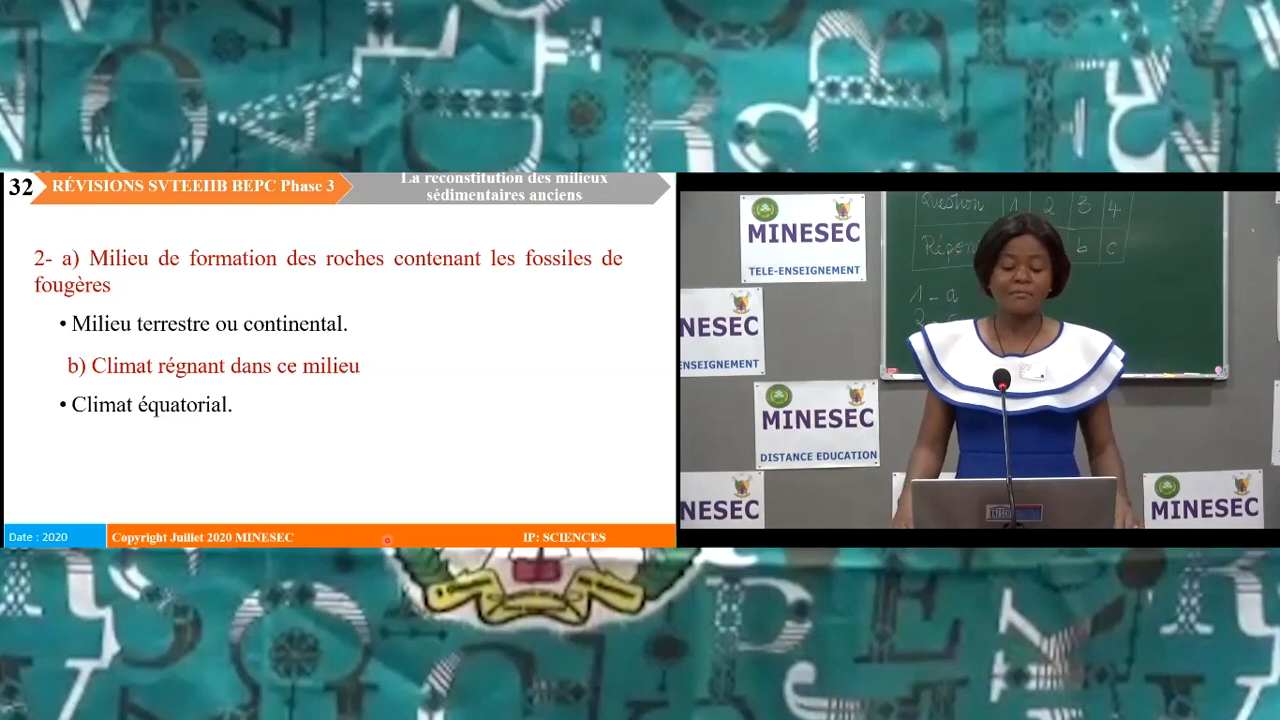 32
RÉVISIONS SVTEEHB BEPC Phase 3
La reconstitution des milieux
sédimentaires anciens
2- a) Milieu de formation des roches contenant les fossiles de
fougères
• Milieu terrestre ou continental.
b) Climat régnant dans ce milieu
• Climat équatorial.
Date : 2020
Copyright Juillet 2020 MINESEC
IP: SCIENCES
Question 1 2 3 4
Répon b c
1 - a
2 -
MINESEC
TELE-ENSEIGNEMENT
NESEC
ENSEIGNEMENT
MINESEC
DISTANCE EDUCATION
NESEC
MINESEC